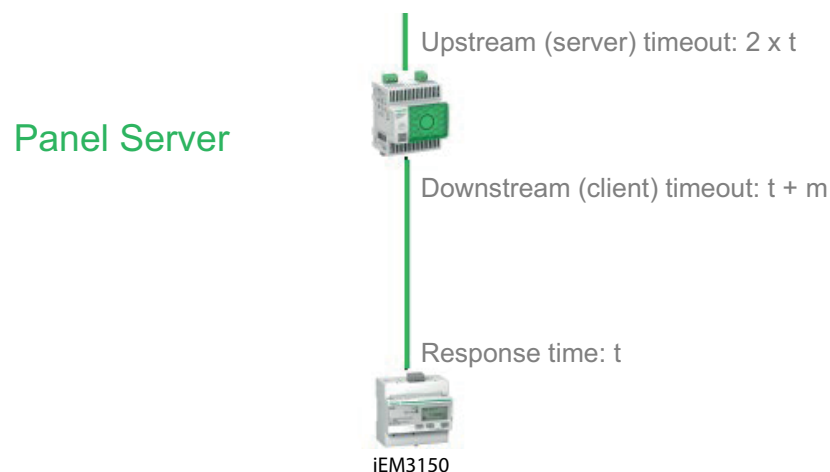 Upstream (server) timeout: 2 x t
Panel Server
Downstream (client) timeout: t + m
Response time: t
iEM3150